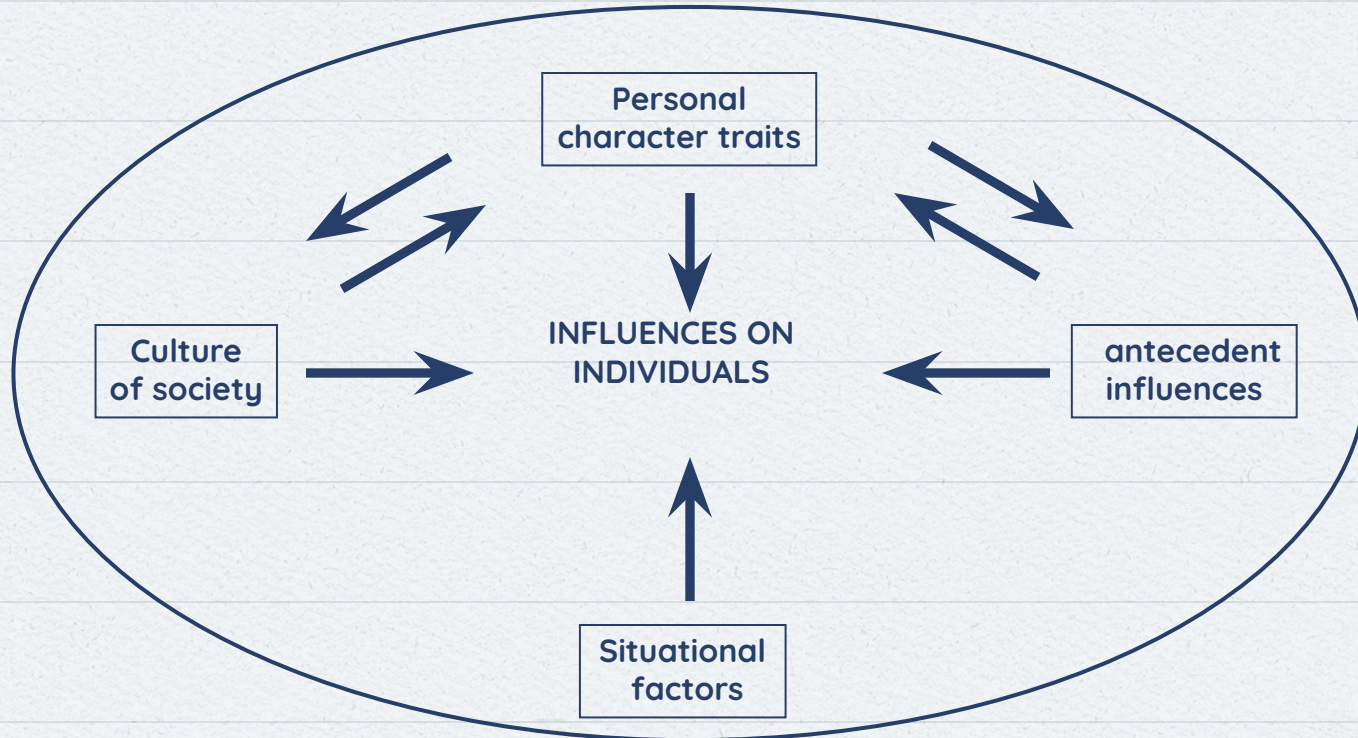 Personal
character traits
INFLUENCES ON
INDIVIDUALS
Culture
of society
antecedent
influences
Situational
factors